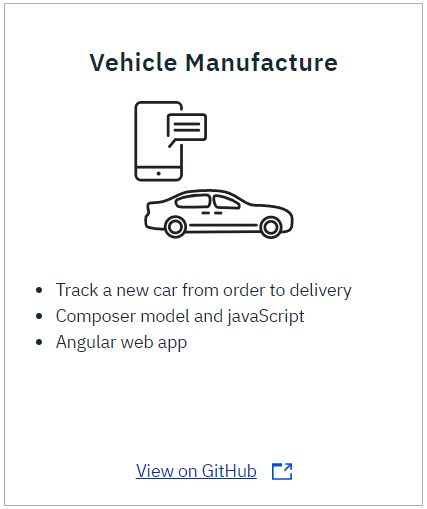 Vehicle Manufacture
Track a new car from order to delivery
Composer model and javaScript
Angular web app
View on GitHub